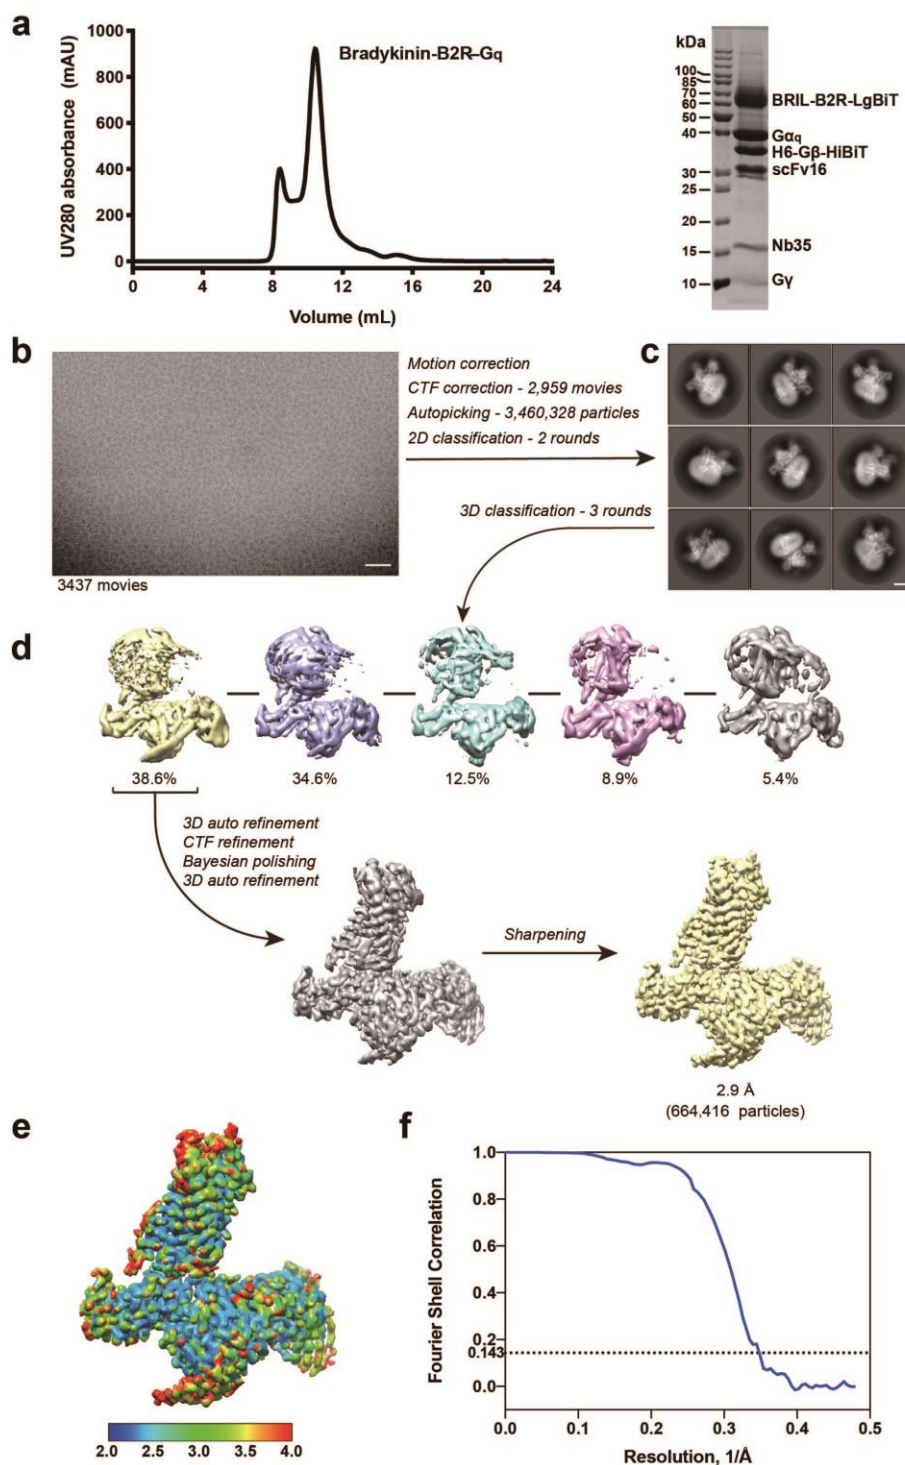 a
1000
800
600
400
200
0
UV280 absorbance (mAU)
0 4 8 12 16 20 24
Volume (mL)
Bradykinin-B2R–Gq
kDa
100
85
70
60
50
40
30
25
20
15
10
BRIL-B2R-LgBiT
Gαq
H6-Gβ-HiBiT
scFv16
Nb35
Gγ
b
3437 movies
Motion correction
CTF correction - 2,959 movies
Autopicking - 3,460,328 particles
2D classification - 2 rounds
c
3D classification - 3 rounds
d
38.6% 34.6% 12.5% 8.9% 5.4%
3D auto refinement
CTF refinement
Bayesian polishing
3D auto refinement
Sharpening
2.9 Å
(664,416 particles)
e
2.0 2.5 3.0 3.5 4.0
f
1.0
0.8
0.6
0.4
0.2
0.143
0.0
Fourier Shell Correlation
0.0 0.1 0.2 0.3 0.4 0.5
Resolution, 1/Å